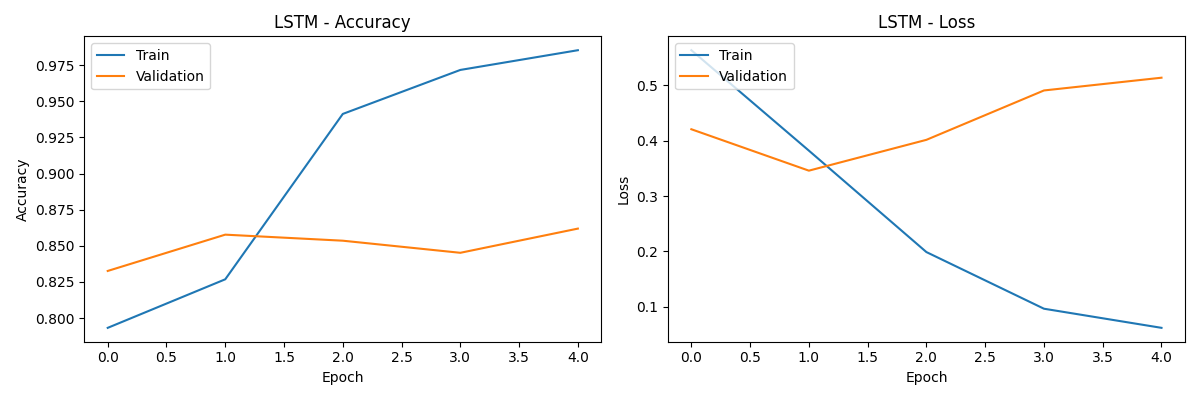 LSTM - Accuracy
Train
Validation
0.975
0.950
0.925
0.900
0.875
0.850
0.825
0.800
Accuracy
0.0 0.5 1.0 1.5 2.0 2.5 3.0 3.5 4.0
Epoch
LSTM - Loss
Train
Validation
0.5
0.4
0.3
0.2
0.1
Loss
0.0 0.5 1.0 1.5 2.0 2.5 3.0 3.5 4.0
Epoch